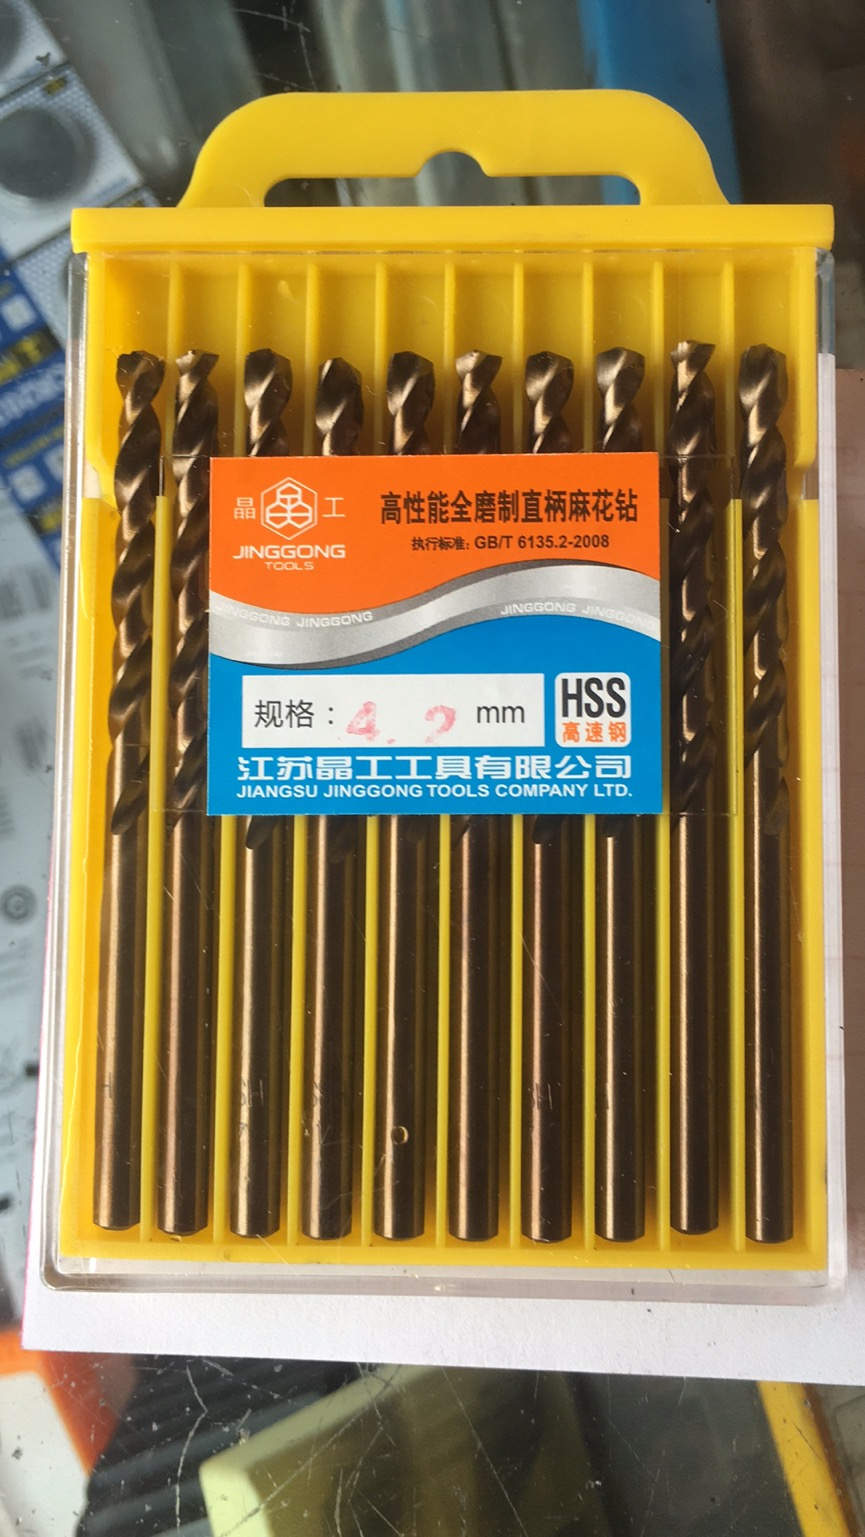 晶 工
JINGGONG
TOOLS
高性能全磨制直柄麻花钻
执行标准: GB/T 6135.2-2008
JINGGONG JINGGONG
JINGGONG JINGGONG
规格: 4. mm
HSS
高速钢
江苏晶工工具有限公司
JIANGSU JINGGONG TOOLS COMPANY LTD.